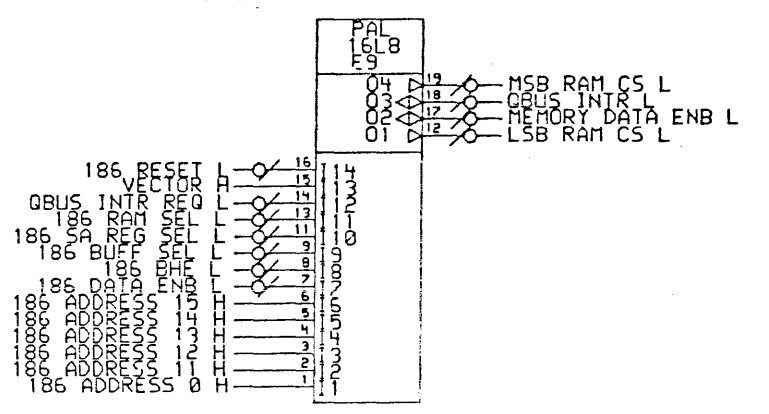 PAL
16L8
E9
O4 19 MSB RAM CS L
O3 18 QBUS INTR L
O2 17 MEMORY DATA ENB L
O1 12 LSB RAM CS L
186 RESET L 16 I14
VECTOR H 15 I13
QBUS INTR REQ L 14 I12
186 RAM SEL L 13 I11
186 SA REG SEL L 11 I10
186 BUFF SEL L 9 I9
186 BHE L 8 I8
186 DATA ENB L 7 I7
186 ADDRESS 15 H 6 I6
186 ADDRESS 14 H 5 I5
186 ADDRESS 13 H 4 I4
186 ADDRESS 12 H 3 I3
186 ADDRESS 11 H 2 I2
186 ADDRESS 0 H 1 I1